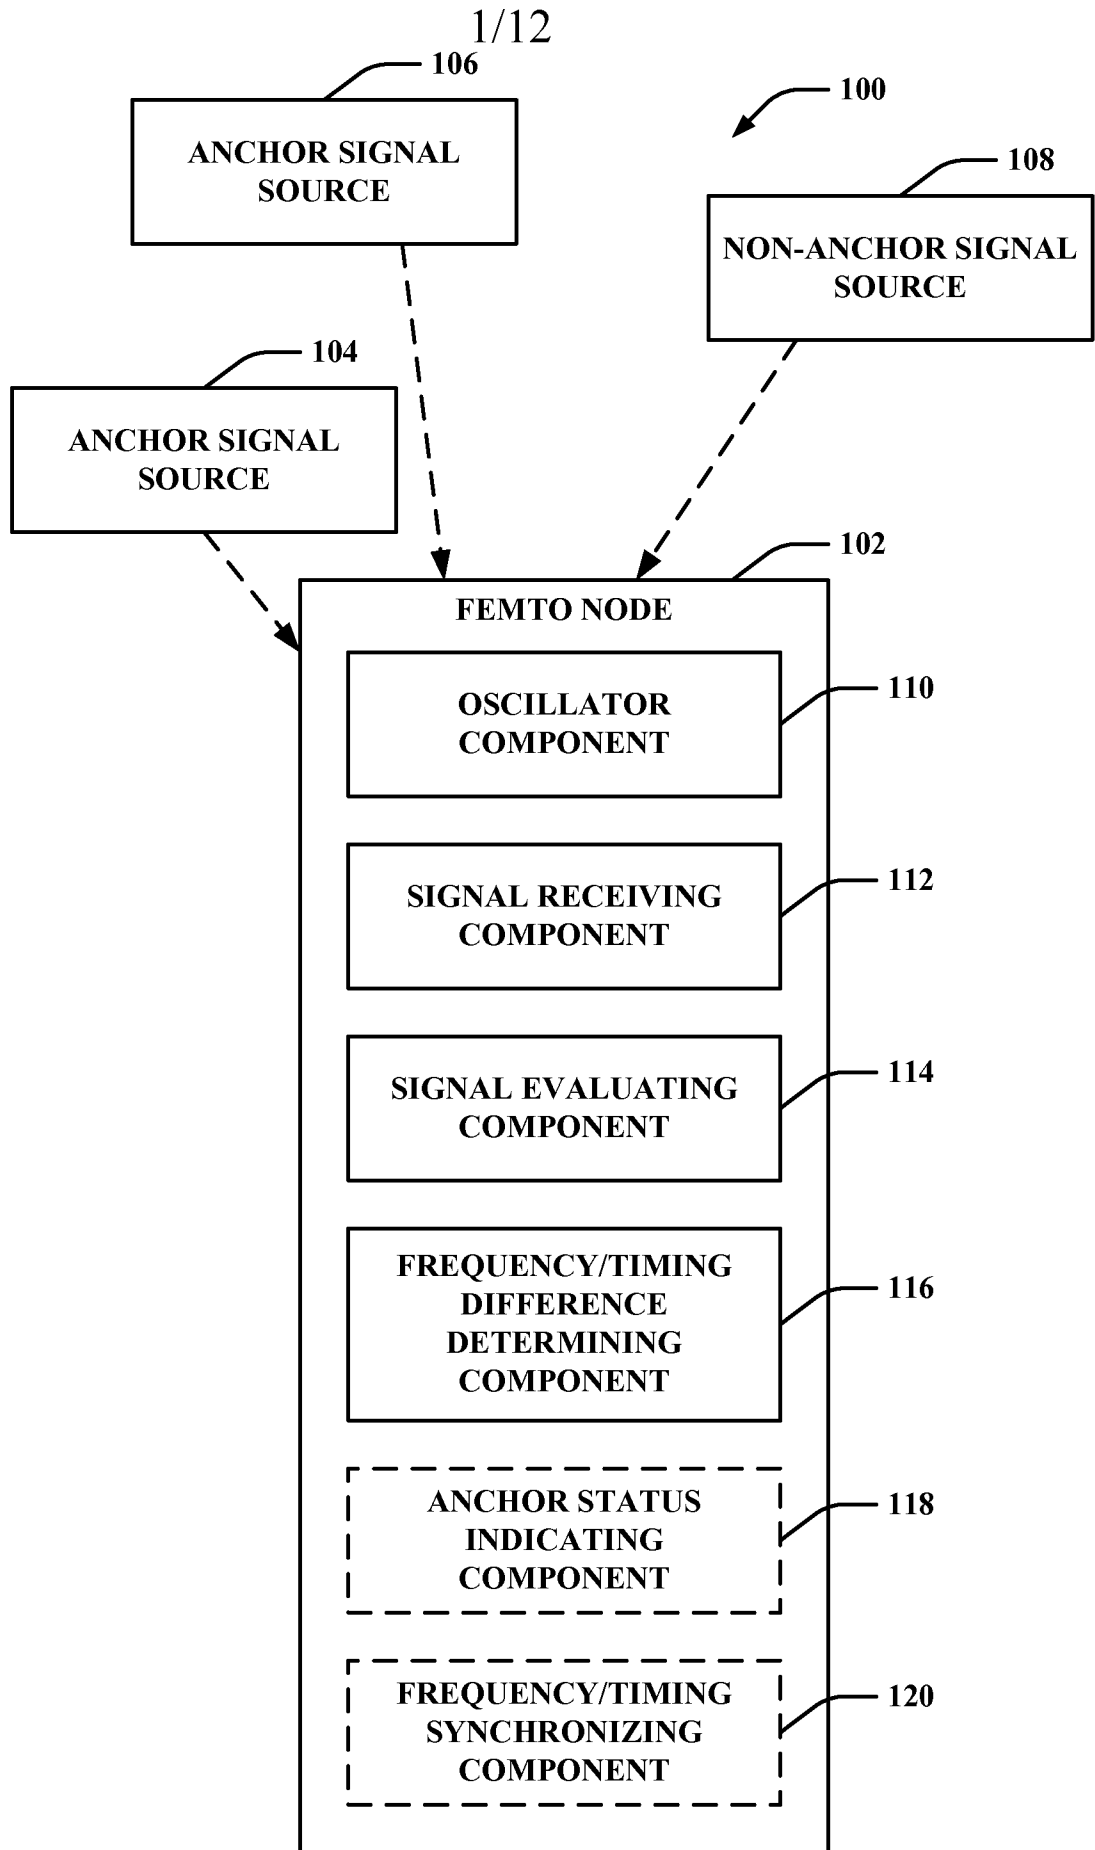 1/12
106
100
ANCHOR SIGNAL
SOURCE
108
NON-ANCHOR SIGNAL
SOURCE
104
ANCHOR SIGNAL
SOURCE
102
FEMTO NODE
OSCILLATOR
COMPONENT
110
SIGNAL RECEIVING
COMPONENT
112
SIGNAL EVALUATING
COMPONENT
114
FREQUENCY/TIMING
DIFFERENCE
DETERMINING
COMPONENT
116
ANCHOR STATUS
INDICATING
COMPONENT
118
FREQUENCY/TIMING
SYNCHRONIZING
COMPONENT
120